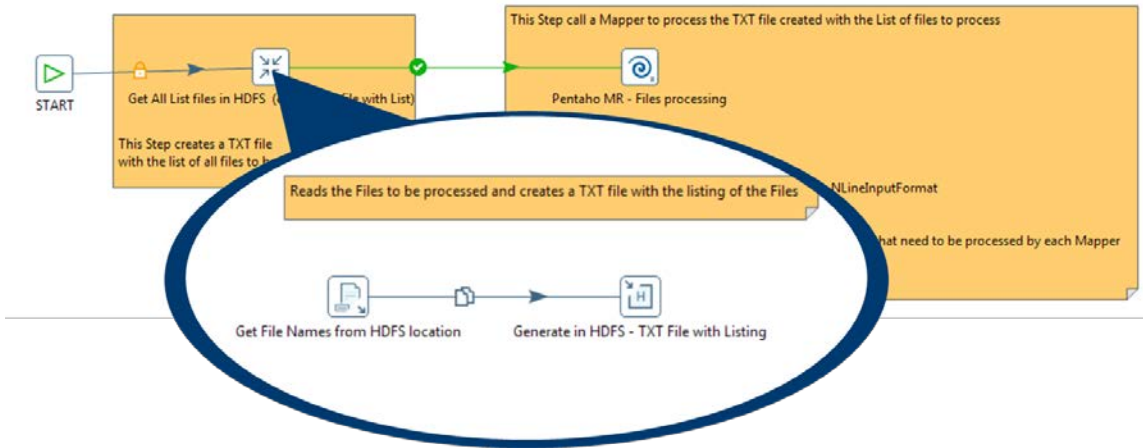 This Step call a Mapper to process the TXT file created with the List of files to process
START
Get All List files in HDFS (
file with List)
Pentaho MR - Files processing
This Step creates a TXT file
with the list of all files to
NLineInputFormat
that need to be processed by each Mapper
Reads the Files to be processed and creates a TXT file with the listing of the Files
H
Get File Names from HDFS location
Generate in HDFS - TXT File with Listing